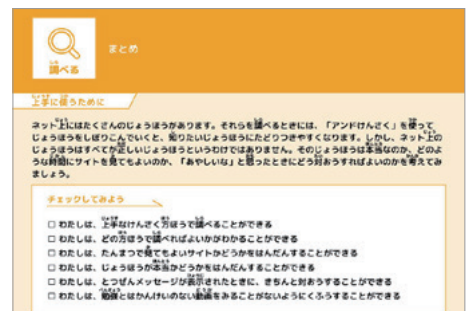 調べる
まとめ
上手に使うために
ネット上にはたくさんのじょうほうがあります。それらを調べるときには、「アンドけんさく」を使って
じょうほうをしぼりこんでいくと、知りたいじょうほうにたどりつきやすくなります。しかし、ネット上の
じょうほうはすべてが正しいじょうほうというわけではありません。そのじょうほうは本当なのか、どのよ
うな時間にサイトを見てもよいのか、「あやしいな」と思ったときにどう対おうすればよいのかを考えてみ
ましょう。
チェックしてみよう
□ わたしは、上手なけんさく方ほうで調べることができる
□ わたしは、どの方ほうで調べればよいかがわかることができる
□ わたしは、たんまつで見てもよいサイトかどうかをはんだんすることができる
□ わたしは、じょうほうが本当かどうかをはんだんすることができる
□ わたしは、とつぜんメッセージが表示されたときに、きちんと対おうすることができる
□ わたしは、勉強とはかんけいのない動画をみることがないようにくふうすることができる